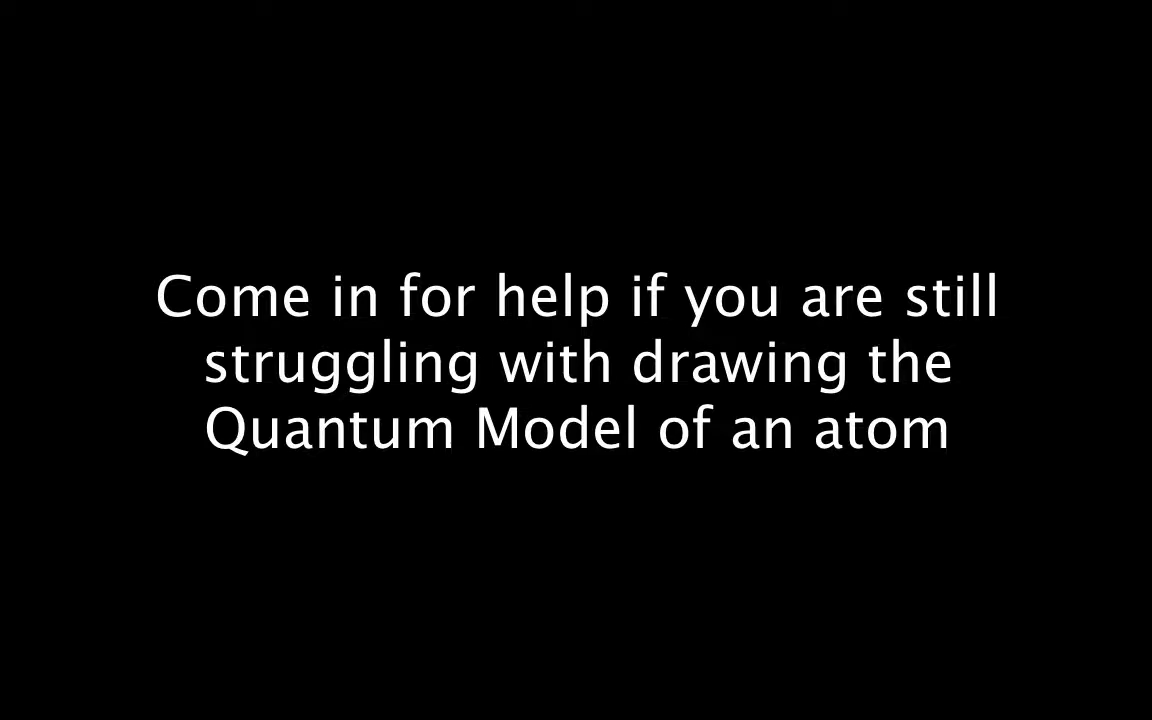 Come in for help if you are still
struggling with drawing the
Quantum Model of an atom